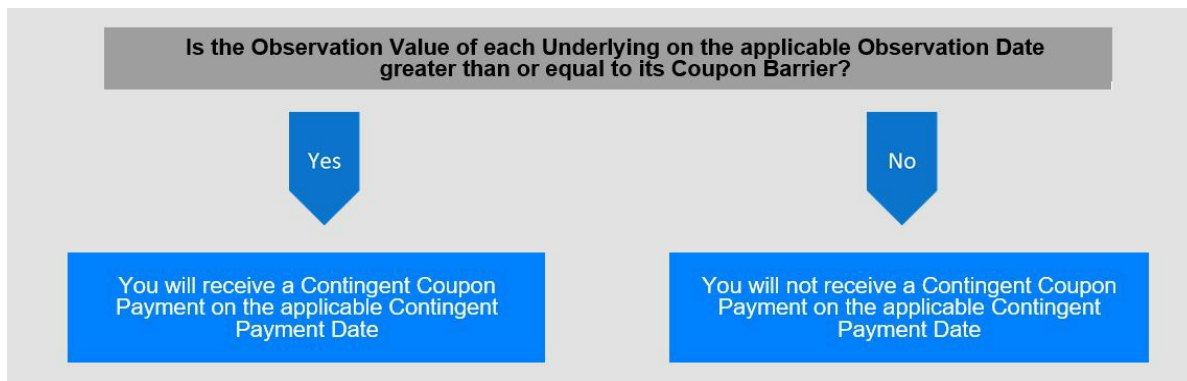 Is the Observation Value of each Underlying on the applicable Observation Date
greater than or equal to its Coupon Barrier?
Yes
No
You will receive a Contingent Coupon
Payment on the applicable Contingent
Payment Date
You will not receive a Contingent Coupon
Payment on the applicable Contingent
Payment Date